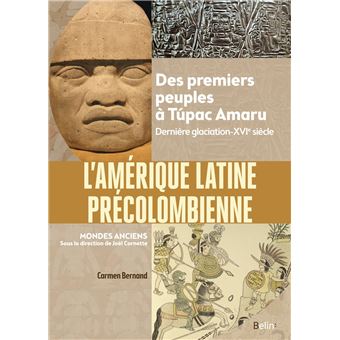 Des premiers
peuples
à Túpac Amaru
Dernière glaciation-XVIe siècle
L'AMÉRIQUE LATINE
PRÉCOLOMBIENNE
MONDES ANCIENS
Sous la direction de Joël Cornette
Carmen Bernand
Belin: